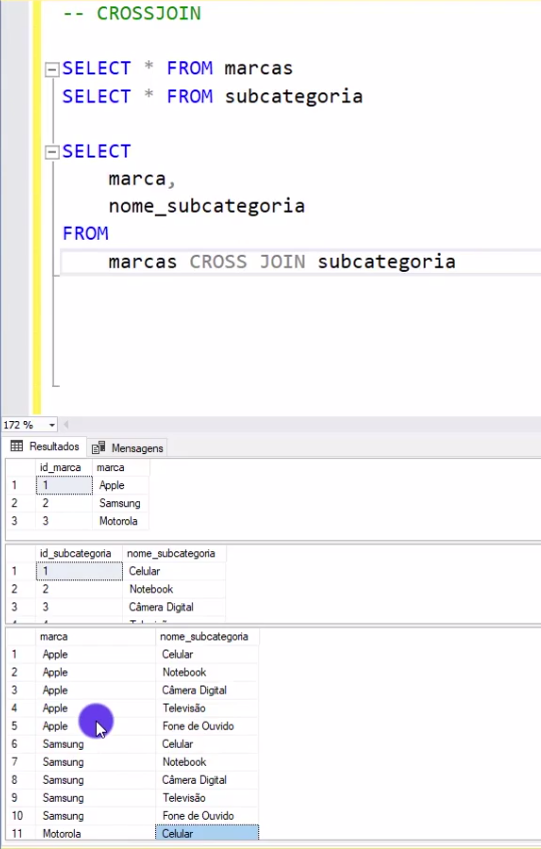 -- CROSSJOIN
SELECT * FROM marcas
SELECT * FROM subcategoria
SELECT
marca,
nome_subcategoria
FROM
marcas CROSS JOIN subcategoria
172 %
Resultados Mensagens
id_marca marca
1 1 Apple
2 2 Samsung
3 3 Motorola
id_subcategoria nome_subcategoria
1 1 Celular
2 2 Notebook
3 3 Câmera Digital
marca nome_subcategoria
1 Apple Celular
2 Apple Notebook
3 Apple Câmera Digital
4 Apple Televisão
5 Apple Fone de Ouvido
6 Samsung Celular
7 Samsung Notebook
8 Samsung Câmera Digital
9 Samsung Televisão
10 Samsung Fone de Ouvido
11 Motorola Celular